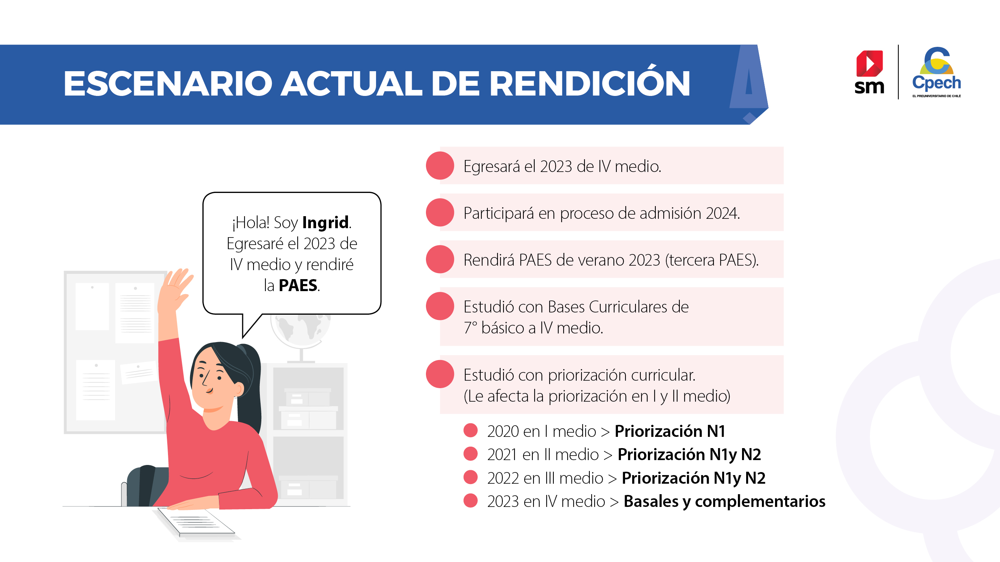 ESCENARIO ACTUAL DE RENDICIÓN
sm
Cpech
EL PREUNIVERSITARIO DE CHILE
¡Hola! Soy Ingrid.
Egresaré el 2023 de
IV medio y rendiré
la PAES.
Egresará el 2023 de IV medio.
Participará en proceso de admisión 2024.
Rendirá PAES de verano 2023 (tercera PAES).
Estudió con Bases Curriculares de
7° básico a IV medio.
Estudió con priorización curricular.
(Le afecta la priorización en I y II medio)
2020 en I medio > Priorización N1
2021 en II medio > Priorización N1y N2
2022 en III medio > Priorización N1y N2
2023 en IV medio > Basales y complementarios